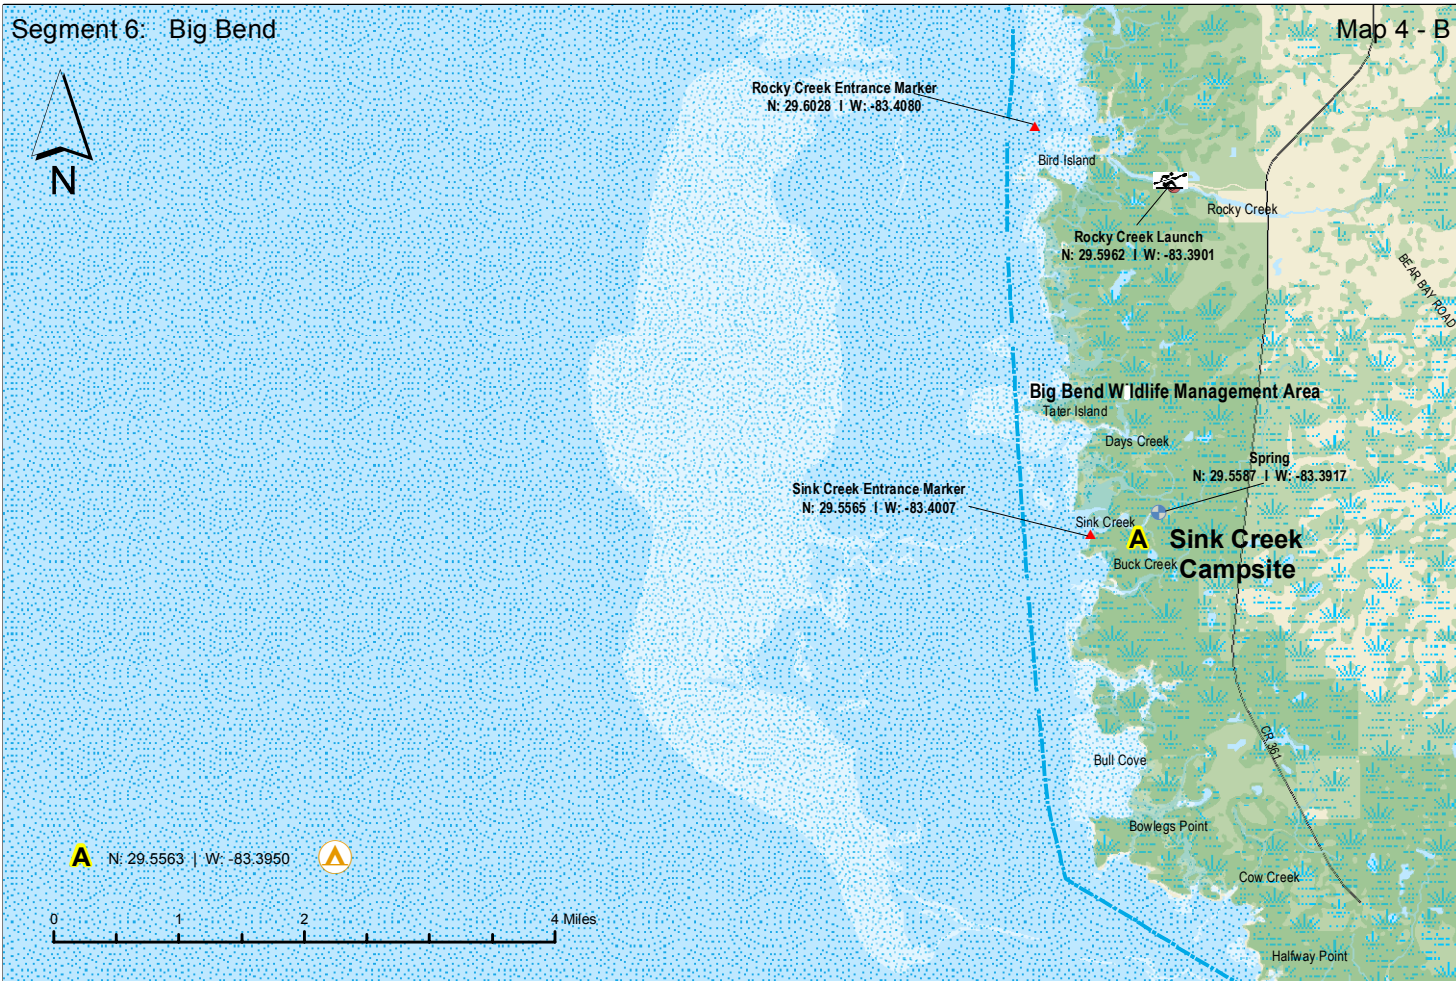 Segment 6: Big Bend
Map 4 - B
N
Rocky Creek Entrance Marker
N: 29.6028 | W: -83.4080
Bird Island
Rocky Creek
Rocky Creek Launch
N: 29.5962 | W: -83.3901
BEAR BAY ROAD
Big Bend Wildlife Management Area
Tater Island
Days Creek
Spring
N: 29.5587 | W: -83.3917
Sink Creek Entrance Marker
N: 29.5565 | W: -83.4007
Sink Creek
A
Sink Creek
Campsite
Buck Creek
CR 361
Bull Cove
Bowlegs Point
Cow Creek
Halfway Point
A N: 29.5563 | W: -83.3950
0 1 2 4 Miles